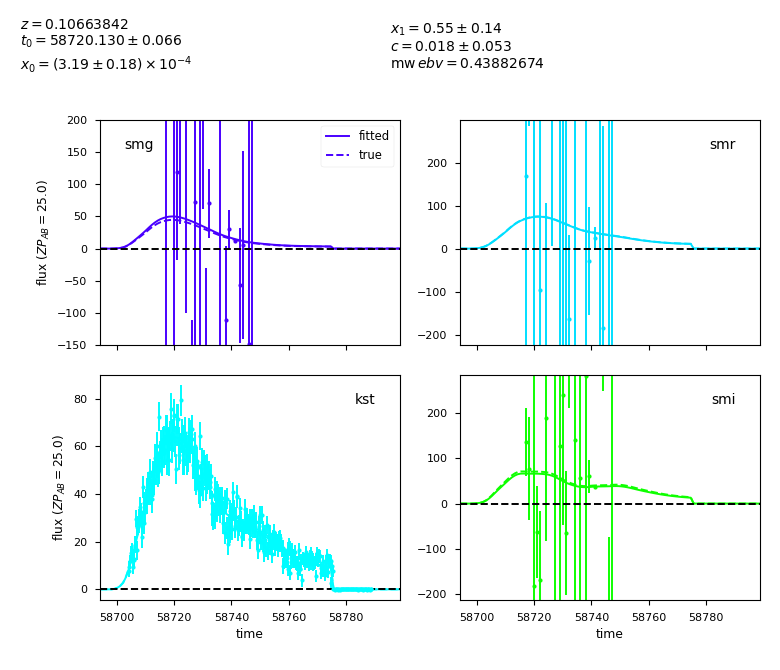 z = 0.10663842
t₀ = 58720.130 ± 0.066
x₀ = (3.19 ± 0.18) × 10⁻⁴
x₁ = 0.55 ± 0.14
c = 0.018 ± 0.053
mw ebv = 0.43882674
smg
fitted
true
200
150
100
50
0
−50
−100
−150
flux (ZP_AB = 25.0)
smr
200
100
0
−100
−200
kst
80
60
40
20
0
flux (ZP_AB = 25.0)
58700 58720 58740 58760 58780
time
smi
200
100
0
−100
−200
58700 58720 58740 58760 58780
time